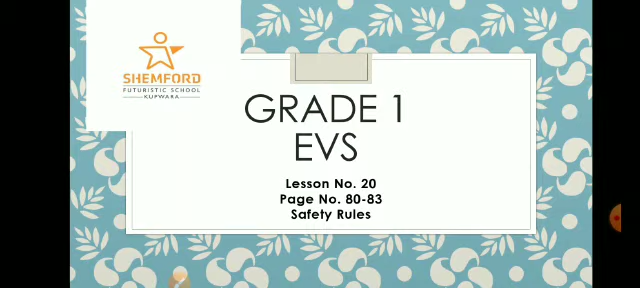 SHEMFORD
FUTURISTIC SCHOOL
KUPWARA
GRADE 1
EVS
Lesson No. 20
Page No. 80-83
Safety Rules